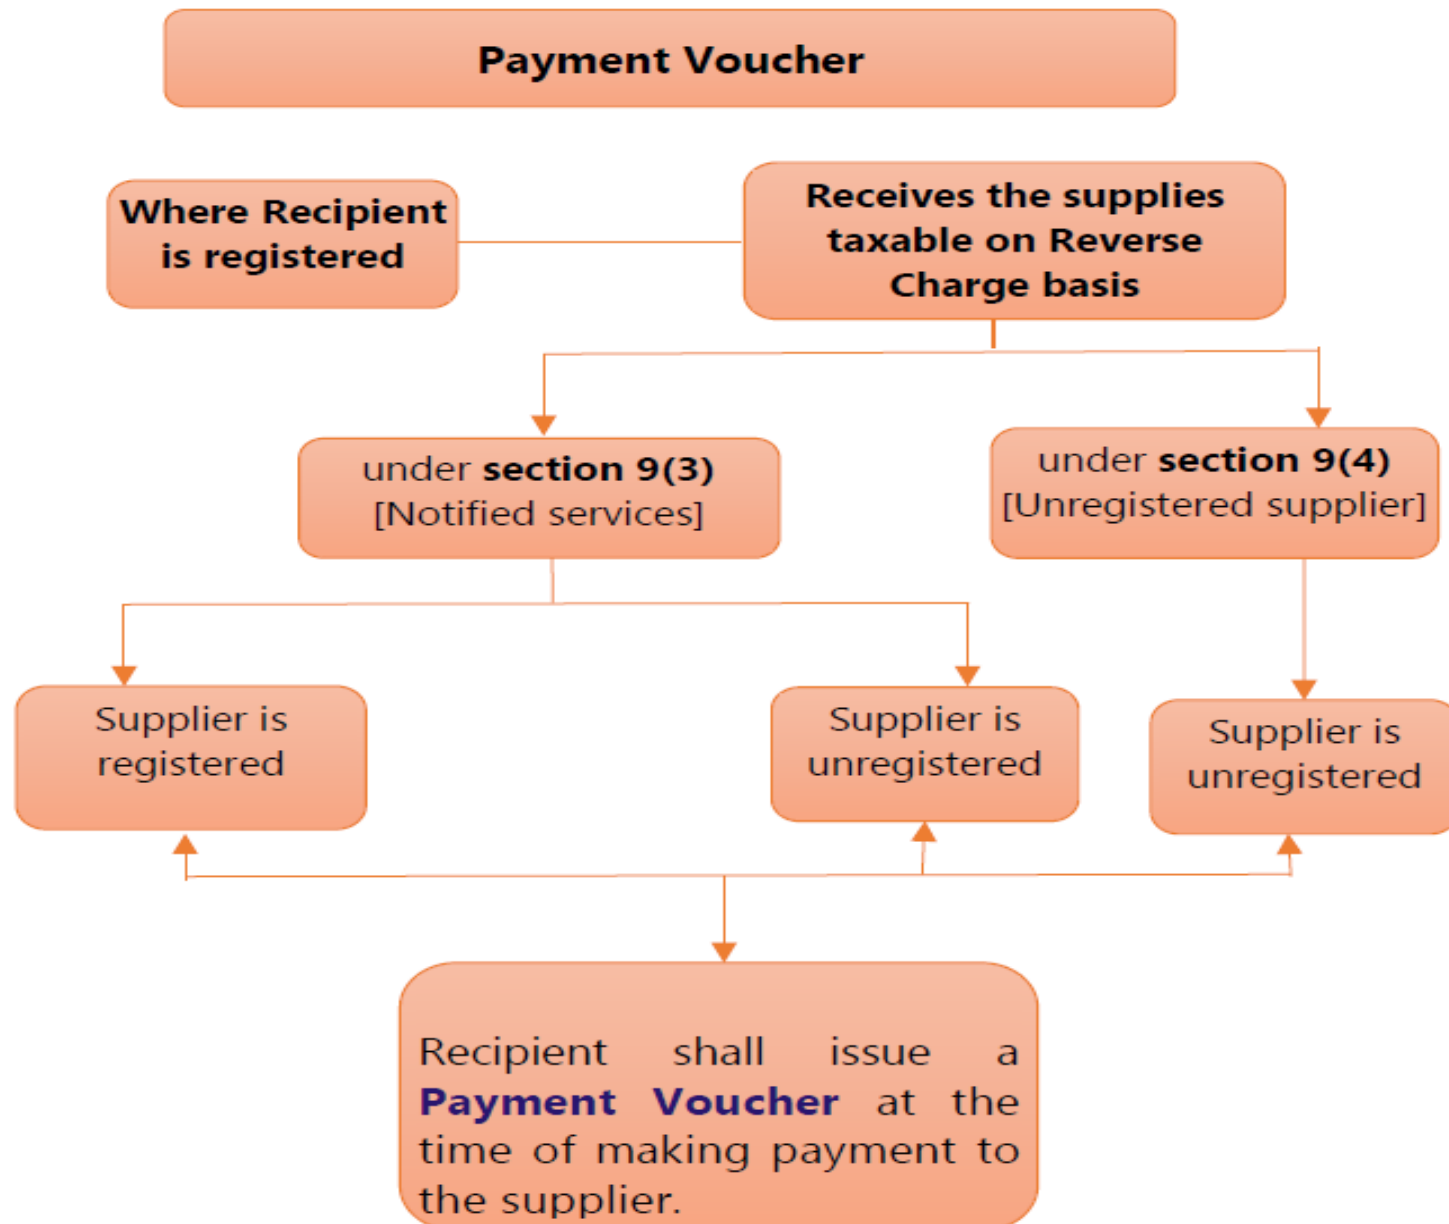 Payment Voucher
Where Recipient
is registered
Receives the supplies
taxable on Reverse
Charge basis
under section 9(3)
[Notified services]
under section 9(4)
[Unregistered supplier]
Supplier is
registered
Supplier is
unregistered
Supplier is
unregistered
Recipient shall issue a
Payment Voucher at the
time of making payment to
the supplier.